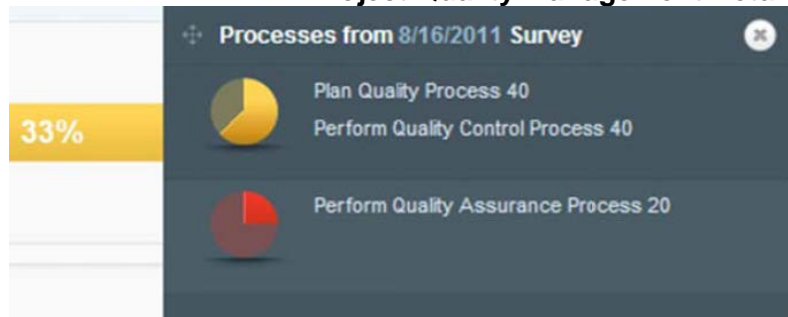 Processes from 8/16/2011 Survey
Plan Quality Process 40
33%
Perform Quality Control Process 40
Perform Quality Assurance Process 20